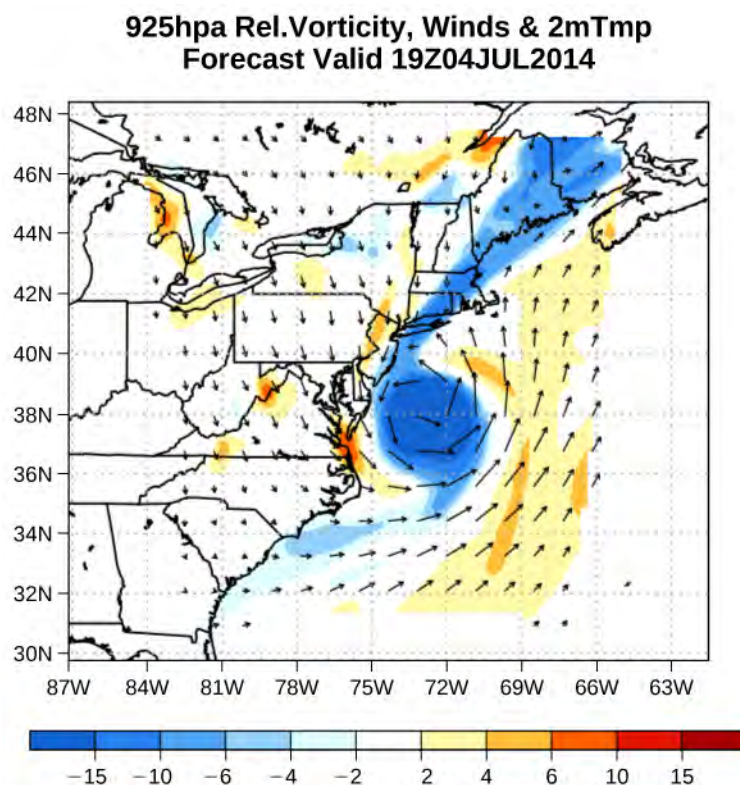 925hpa Rel.Vorticity, Winds & 2mTmp
Forecast Valid 19Z04JUL2014
48N
46N
44N
42N
40N
38N
36N
34N
32N
30N
87W 84W 81W 78W 75W 72W 69W 66W 63W
−15 −10 −6 −4 −2 2 4 6 10 15